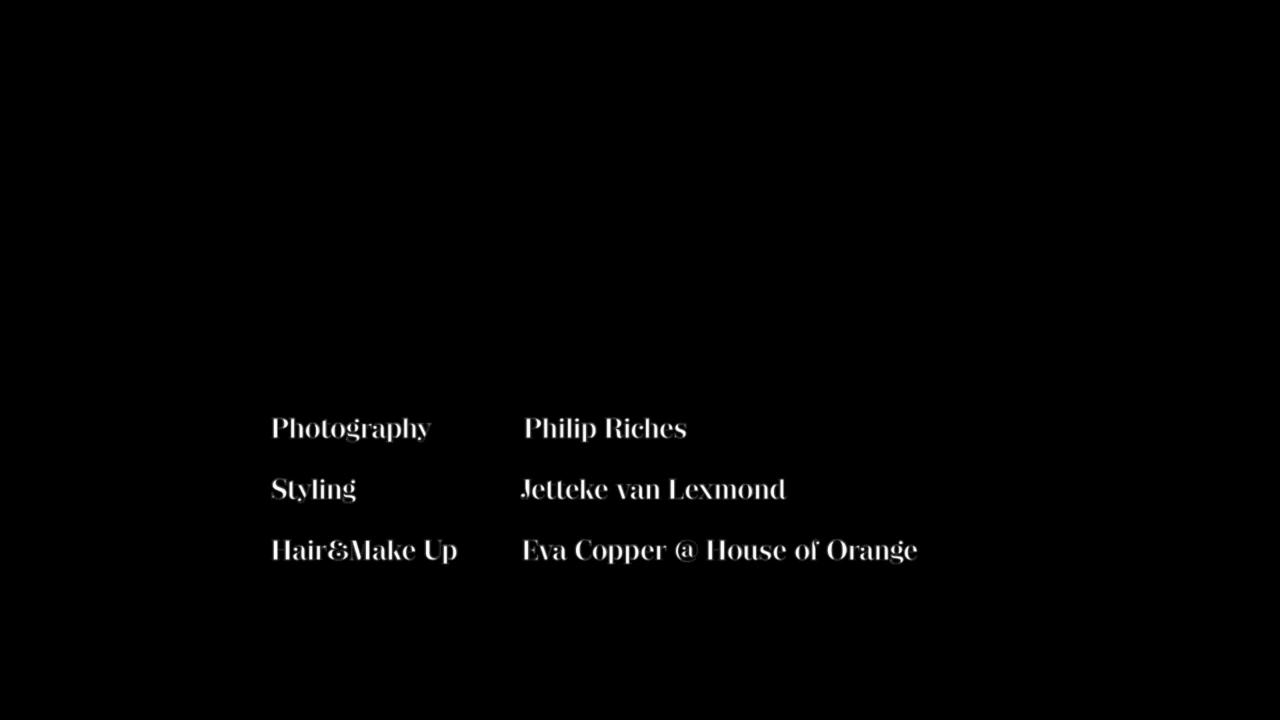 Photography Philip Riches
Styling Jetteke van Lexmond
Hair&Make Up Eva Copper @ House of Orange